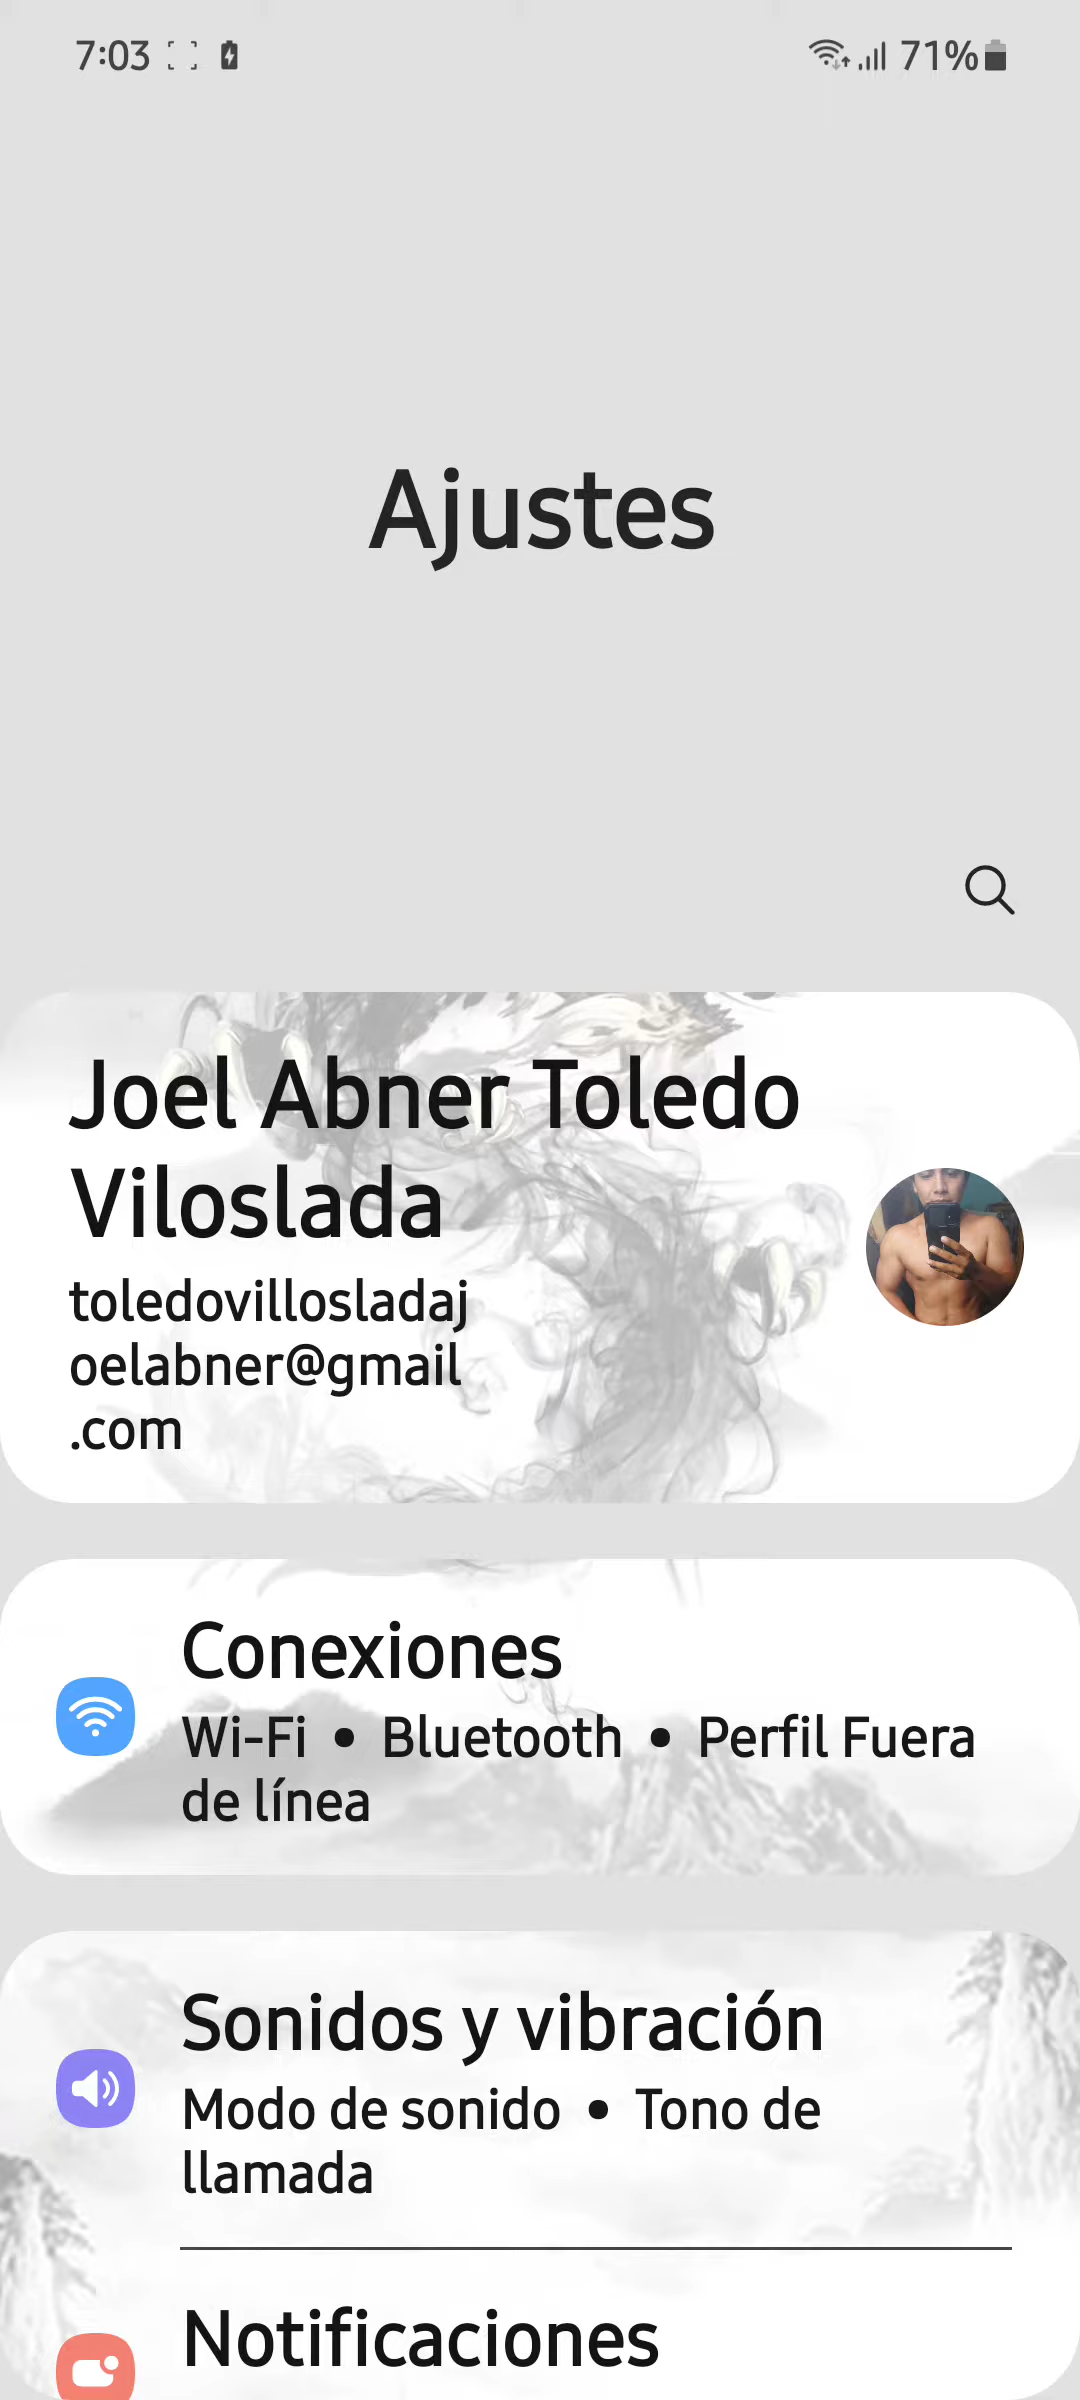 7:03 71%
Ajustes
Joel Abner Toledo
Viloslada
toledovillosladaj
oelabner@gmail
.com
Conexiones
Wi-Fi • Bluetooth • Perfil Fuera
de línea
Sonidos y vibración
Modo de sonido • Tono de
llamada
Notificaciones